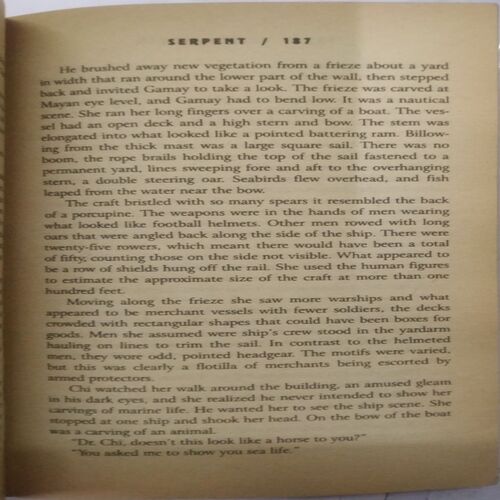 SERPENT / 187
He brushed away new vegetation from a frieze about a yard
in width that ran around the lower part of the wall, then stepped
back and invited Gamay to take a look. The frieze was carved at
Mayan eye level, and Gamay had to bend low. It was a nautical
scene. She ran her long fingers over a carving of a boat. The ves-
sel had an open deck and a high stern and bow. The stern was
elongated into what looked like a pointed battering ram. Billow-
ing from the thick mast was a large square sail. There was no
boom, the rope brails holding the top of the sail fastened to a
permanent yard, lines sweeping fore and aft to the overhanging
stern, a double steering oar. Seabirds flew overhead, and fish
leaped from the water near the bow.
The craft bristled with so many spears it resembled the back
of a porcupine. The weapons were in the hands of men wearing
what looked like football helmets. Other men rowed with long
oars that were angled back along the side of the ship. There were
twenty-five rowers, which meant there would have been a total
of fifty, counting those on the side not visible. What appeared to
be a row of shields hung off the rail. She used the human figures
to estimate the approximate size of the craft at more than one
hundred feet.
Moving along the frieze she saw more warships and what
appeared to be merchant vessels with fewer soldiers, the decks
crowded with rectangular shapes that could have been boxes for
goods. Men she assumed were ship's crew stood in the yardarm
hauling on lines to trim the sail. In contrast to the helmeted
men, they wore odd, pointed headgear. The motifs were varied,
but this was clearly a flotilla of merchants being escorted by
armed protectors.
Chi watched her walk around the building, an amused gleam
in his dark eyes, and she realized he never intended to show her
carvings of marine life. He wanted her to see the ship scene. She
stopped at one ship and shook her head. On the bow of the boat
was a carving of an animal.
"Dr. Chi, doesn't this look like a horse to you?"
"You asked me to show you sea life."